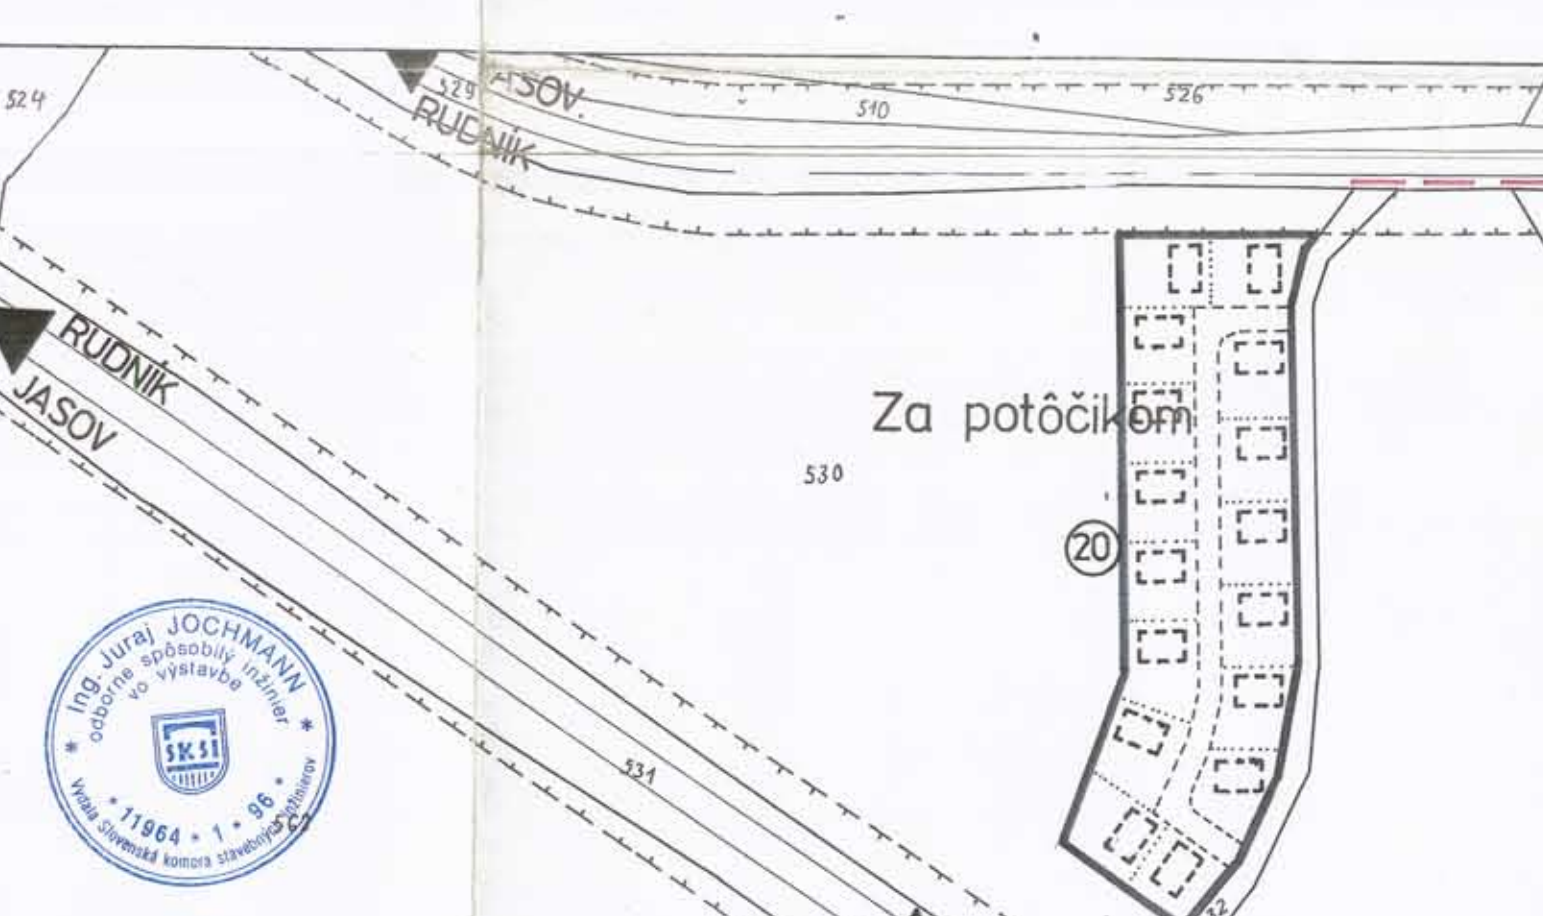 524
529
JASOV.
RUDNÍK
510
526
RUDNÍK
JASOV
Za potôčikom
530
20
531
Ing. Juraj JOCHMANN
odborne spôsobilý inžinier
vo výstavbe
SKSI
* 11964 * 1 * 96 *
Vydala Slovenská komora stavebných inžinierov
32